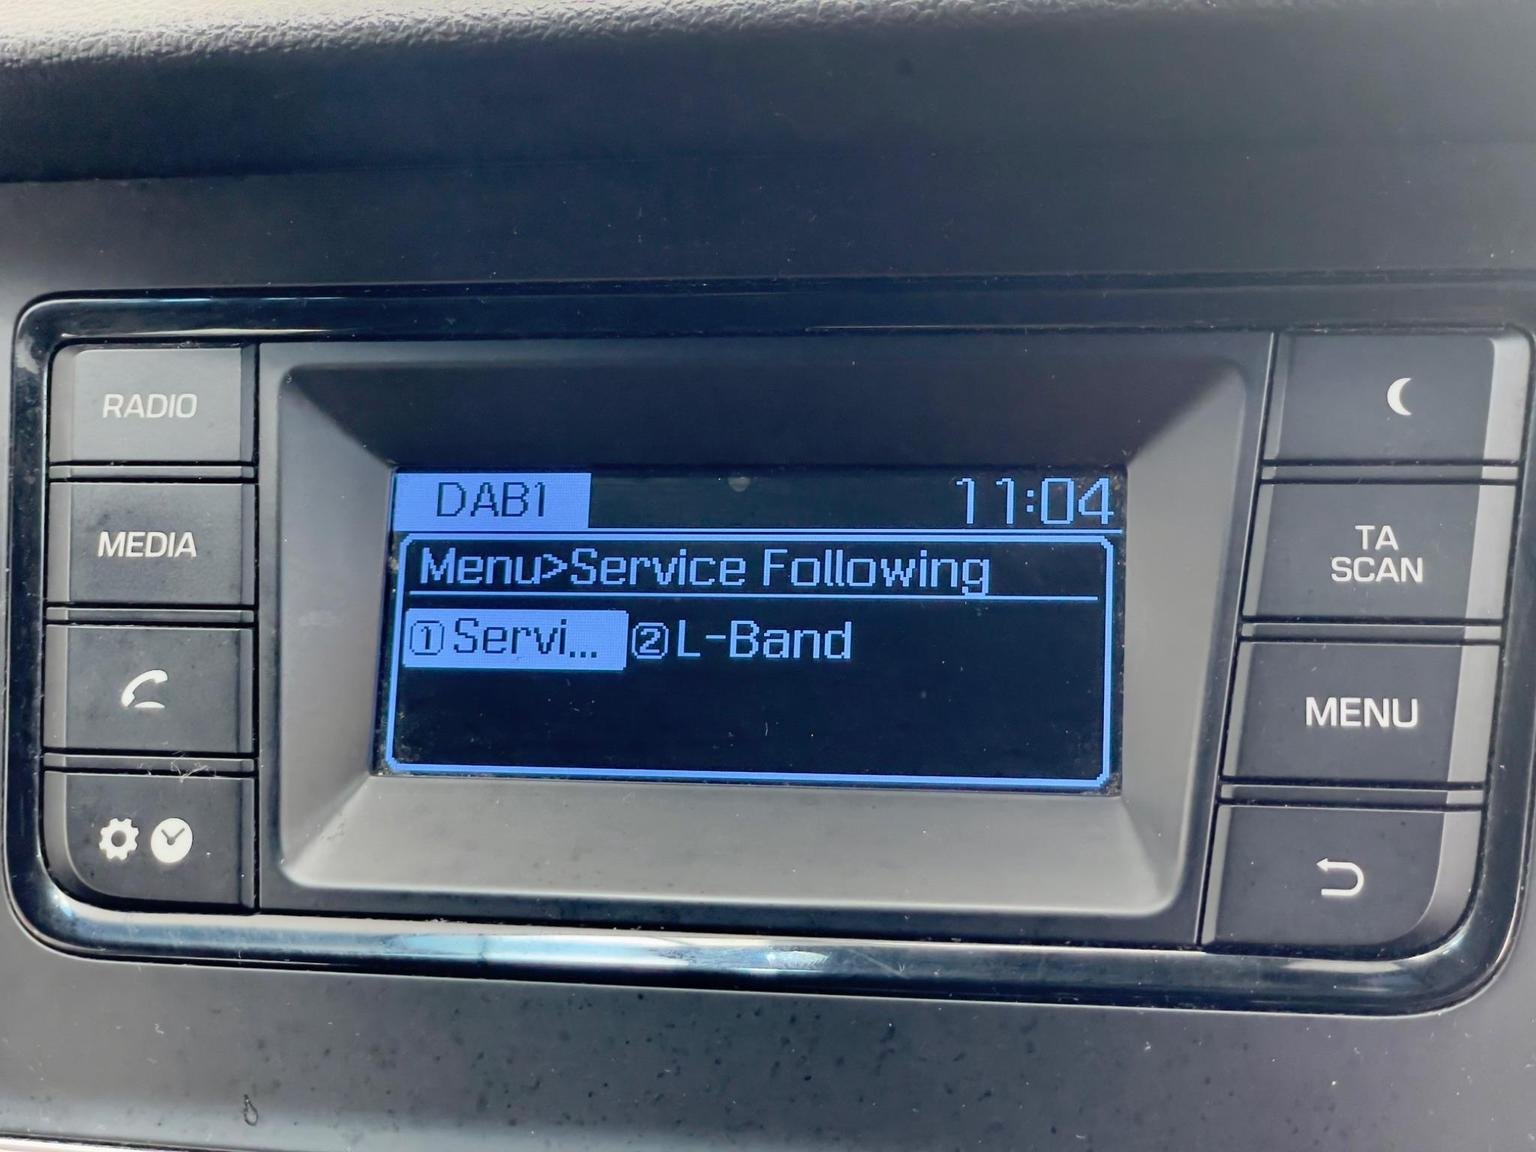 RADIO
MEDIA
DAB1 11:04
Menu>Service Following
①Servi... ②L-Band
TA
SCAN
MENU